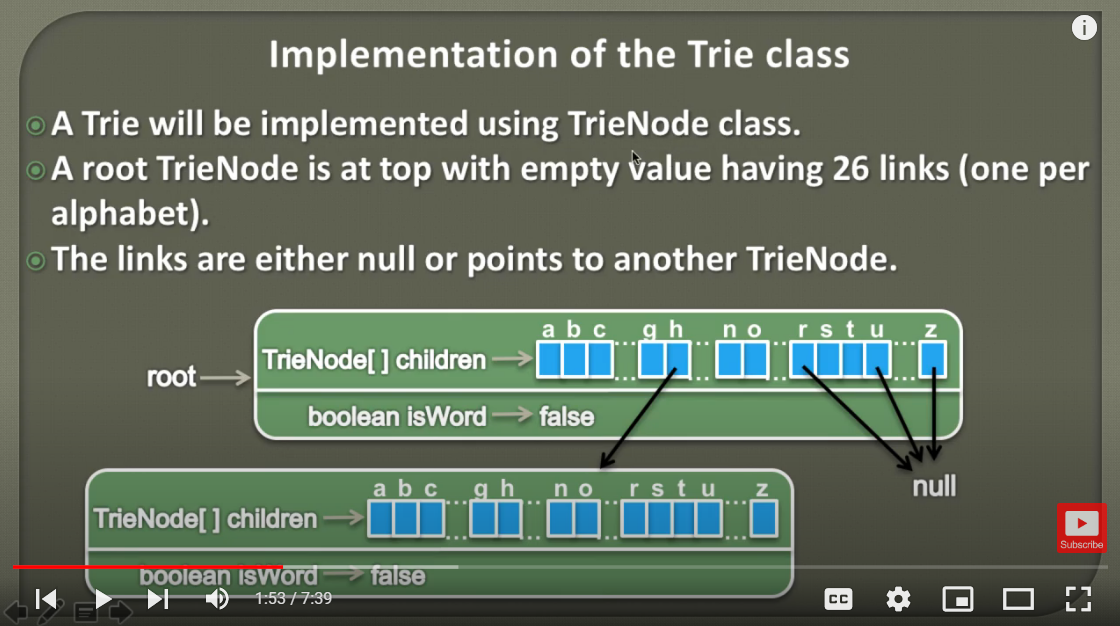 Implementation of the Trie class
A Trie will be implemented using TrieNode class.
A root TrieNode is at top with empty value having 26 links (one per
alphabet).
The links are either null or points to another TrieNode.
a b c ... g h .. n o .. r s t u ... z
root
TrieNode[ ] children
boolean isWord
false
null
a b c ... g h .. n o .. r s t u ... z
TrieNode[ ] children
boolean isWord
false
Subscribe
1:53 / 7:39
CC
i